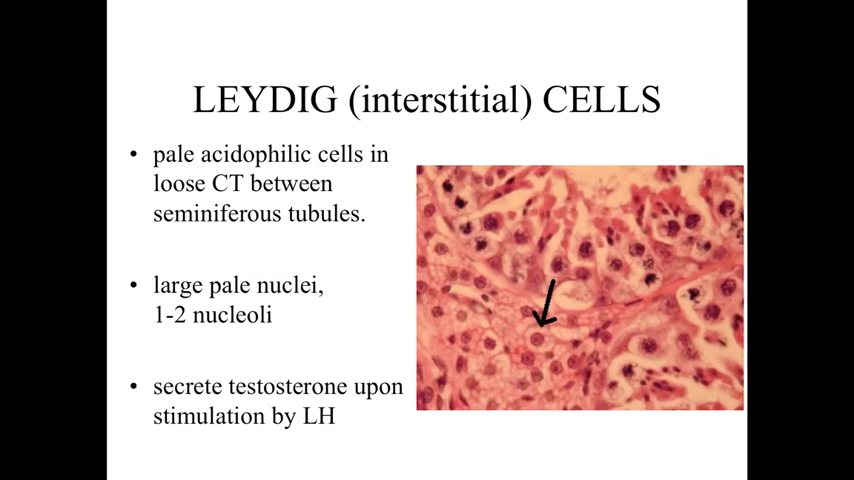 LEYDIG (interstitial) CELLS
• pale acidophilic cells in
loose CT between
seminiferous tubules.
• large pale nuclei,
1-2 nucleoli
• secrete testosterone upon
stimulation by LH